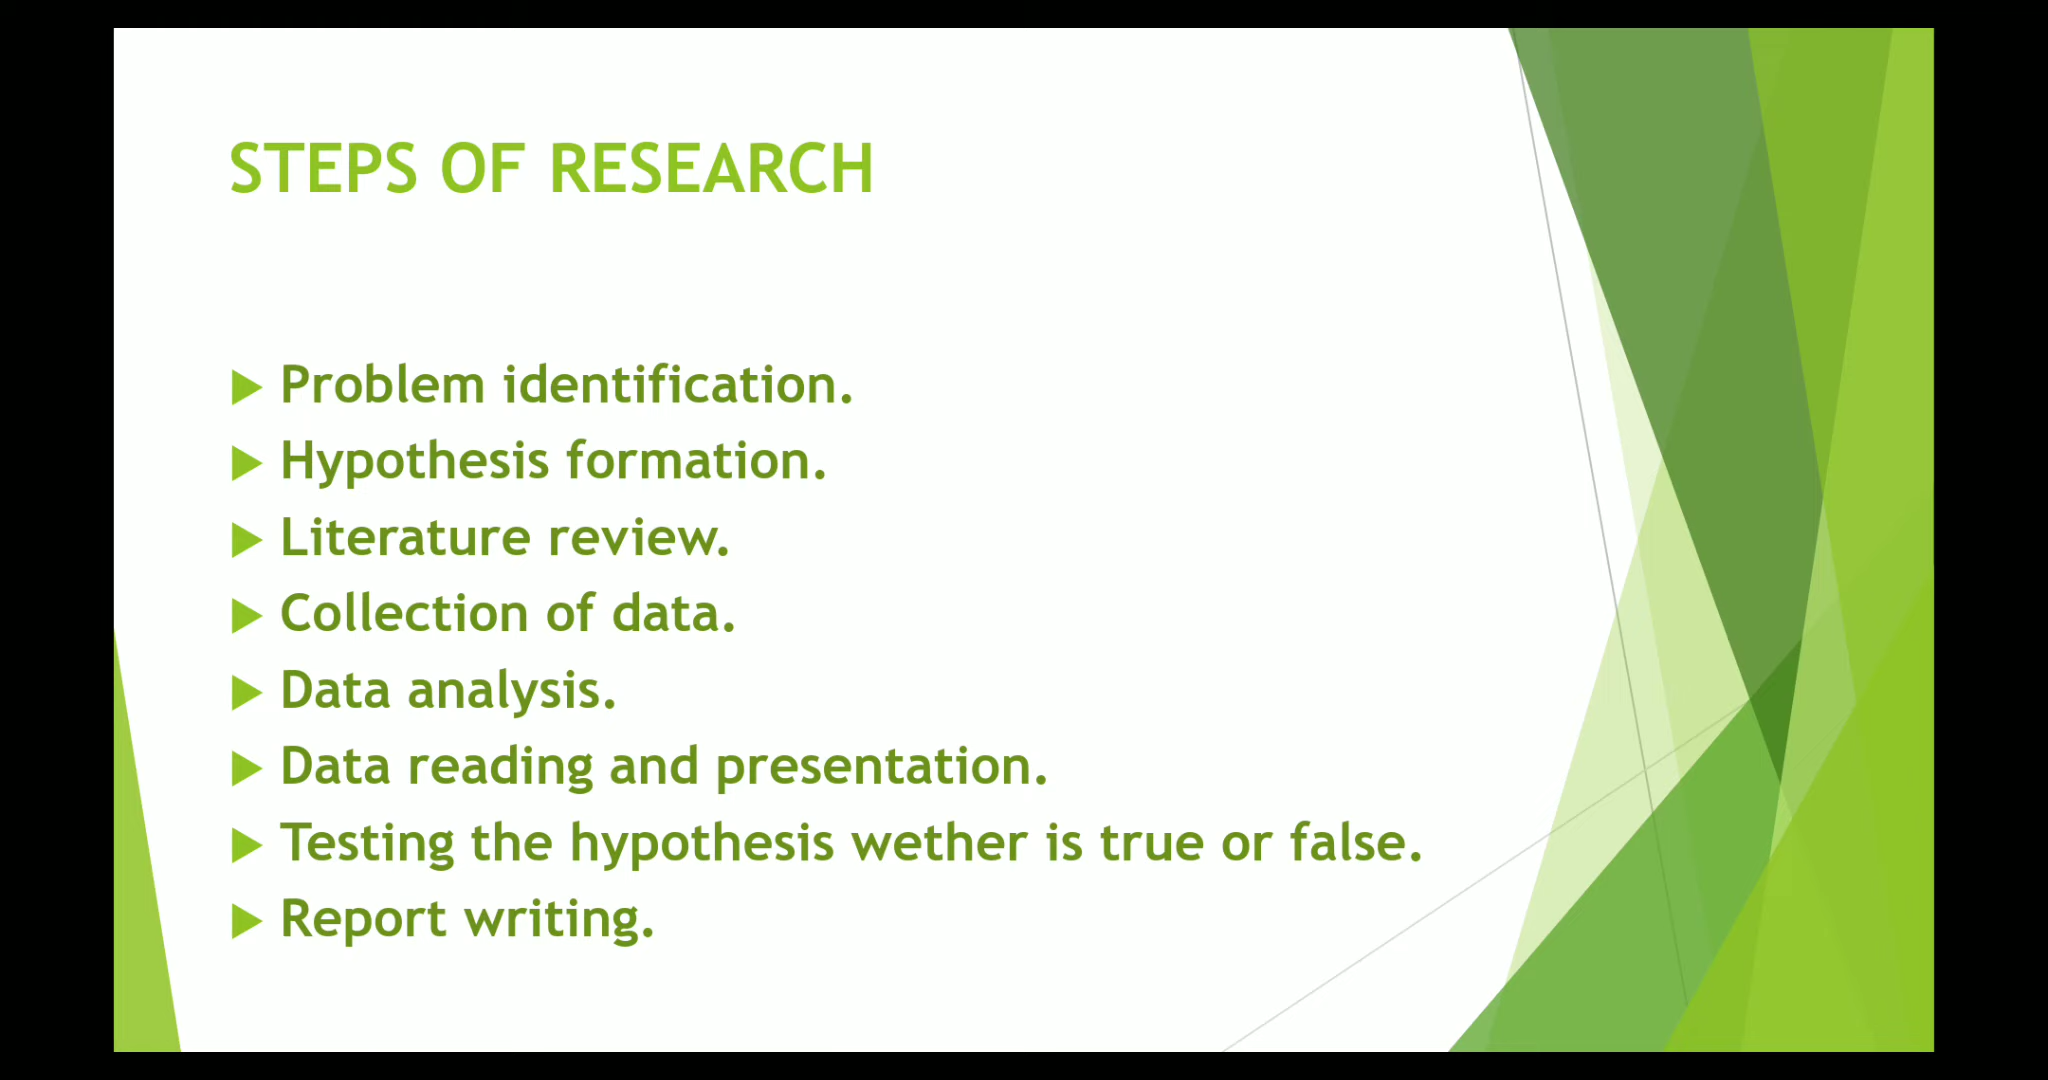 STEPS OF RESEARCH
Problem identification.
Hypothesis formation.
Literature review.
Collection of data.
Data analysis.
Data reading and presentation.
Testing the hypothesis wether is true or false.
Report writing.